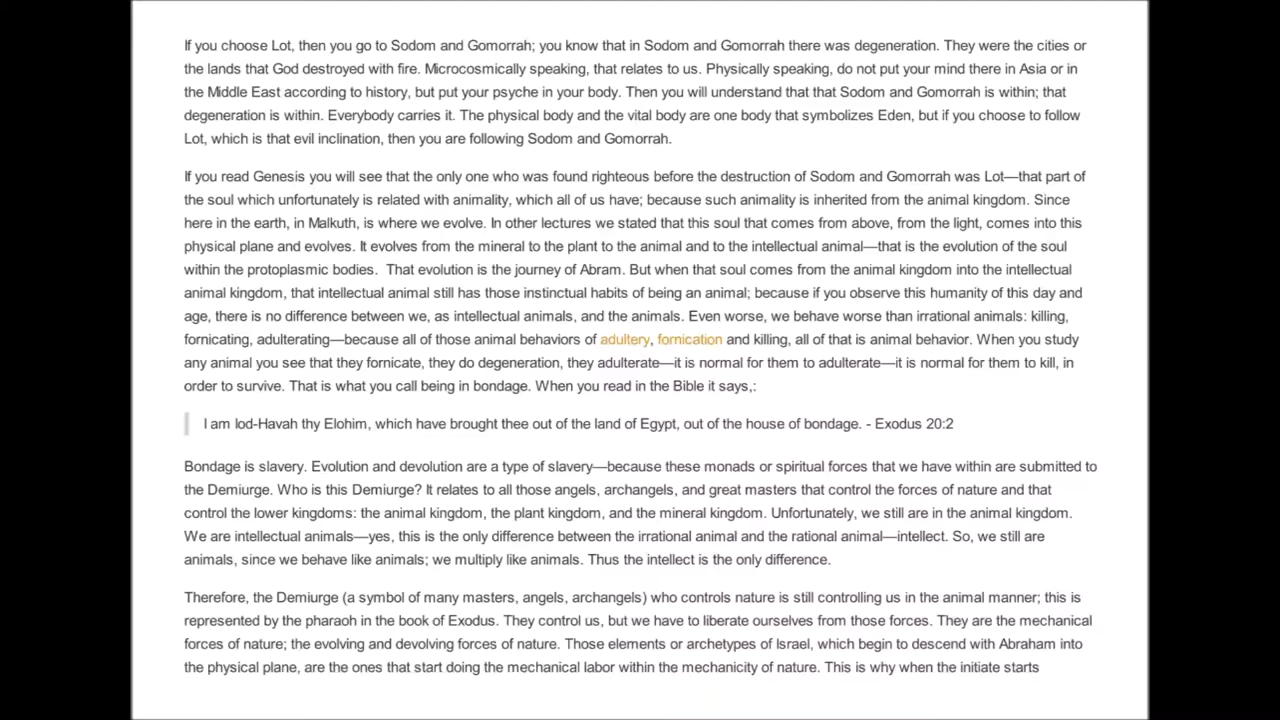 If you choose Lot, then you go to Sodom and Gomorrah; you know that in Sodom and Gomorrah there was degeneration. They were the cities or
the lands that God destroyed with fire. Microcosmically speaking, that relates to us. Physically speaking, do not put your mind there in Asia or in
the Middle East according to history, but put your psyche in your body. Then you will understand that that Sodom and Gomorrah is within; that
degeneration is within. Everybody carries it. The physical body and the vital body are one body that symbolizes Eden, but if you choose to follow
Lot, which is that evil inclination, then you are following Sodom and Gomorrah.
If you read Genesis you will see that the only one who was found righteous before the destruction of Sodom and Gomorrah was Lot—that part of
the soul which unfortunately is related with animality, which all of us have; because such animality is inherited from the animal kingdom. Since
here in the earth, in Malkuth, is where we evolve. In other lectures we stated that this soul that comes from above, from the light, comes into this
physical plane and evolves. It evolves from the mineral to the plant to the animal and to the intellectual animal—that is the evolution of the soul
within the protoplasmic bodies.  That evolution is the journey of Abram. But when that soul comes from the animal kingdom into the intellectual
animal kingdom, that intellectual animal still has those instinctual habits of being an animal; because if you observe this humanity of this day and
age, there is no difference between we, as intellectual animals, and the animals. Even worse, we behave worse than irrational animals: killing,
fornicating, adulterating—because all of those animal behaviors of adultery, fornication and killing, all of that is animal behavior. When you study
any animal you see that they fornicate, they do degeneration, they adulterate—it is normal for them to adulterate—it is normal for them to kill, in
order to survive. That is what you call being in bondage. When you read in the Bible it says,:
I am Iod-Havah thy Elohim, which have brought thee out of the land of Egypt, out of the house of bondage. - Exodus 20:2
Bondage is slavery. Evolution and devolution are a type of slavery—because these monads or spiritual forces that we have within are submitted to
the Demiurge. Who is this Demiurge? It relates to all those angels, archangels, and great masters that control the forces of nature and that
control the lower kingdoms: the animal kingdom, the plant kingdom, and the mineral kingdom. Unfortunately, we still are in the animal kingdom.
We are intellectual animals—yes, this is the only difference between the irrational animal and the rational animal—intellect. So, we still are
animals, since we behave like animals; we multiply like animals. Thus the intellect is the only difference.
Therefore, the Demiurge (a symbol of many masters, angels, archangels) who controls nature is still controlling us in the animal manner; this is
represented by the pharaoh in the book of Exodus. They control us, but we have to liberate ourselves from those forces. They are the mechanical
forces of nature; the evolving and devolving forces of nature. Those elements or archetypes of Israel, which begin to descend with Abraham into
the physical plane, are the ones that start doing the mechanical labor within the mechanicity of nature. This is why when the initiate starts